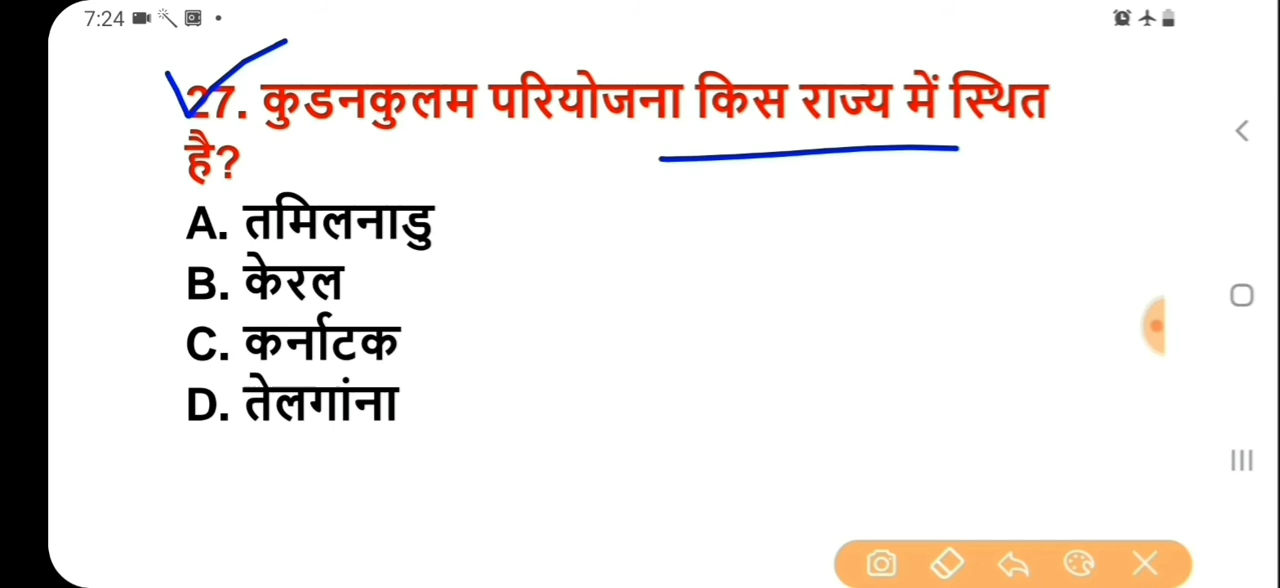 7:24
27. कुडनकुलम परियोजना किस राज्य में स्थित
है?
A. तमिलनाडु
B. केरल
C. कर्नाटक
D. तेलगांना